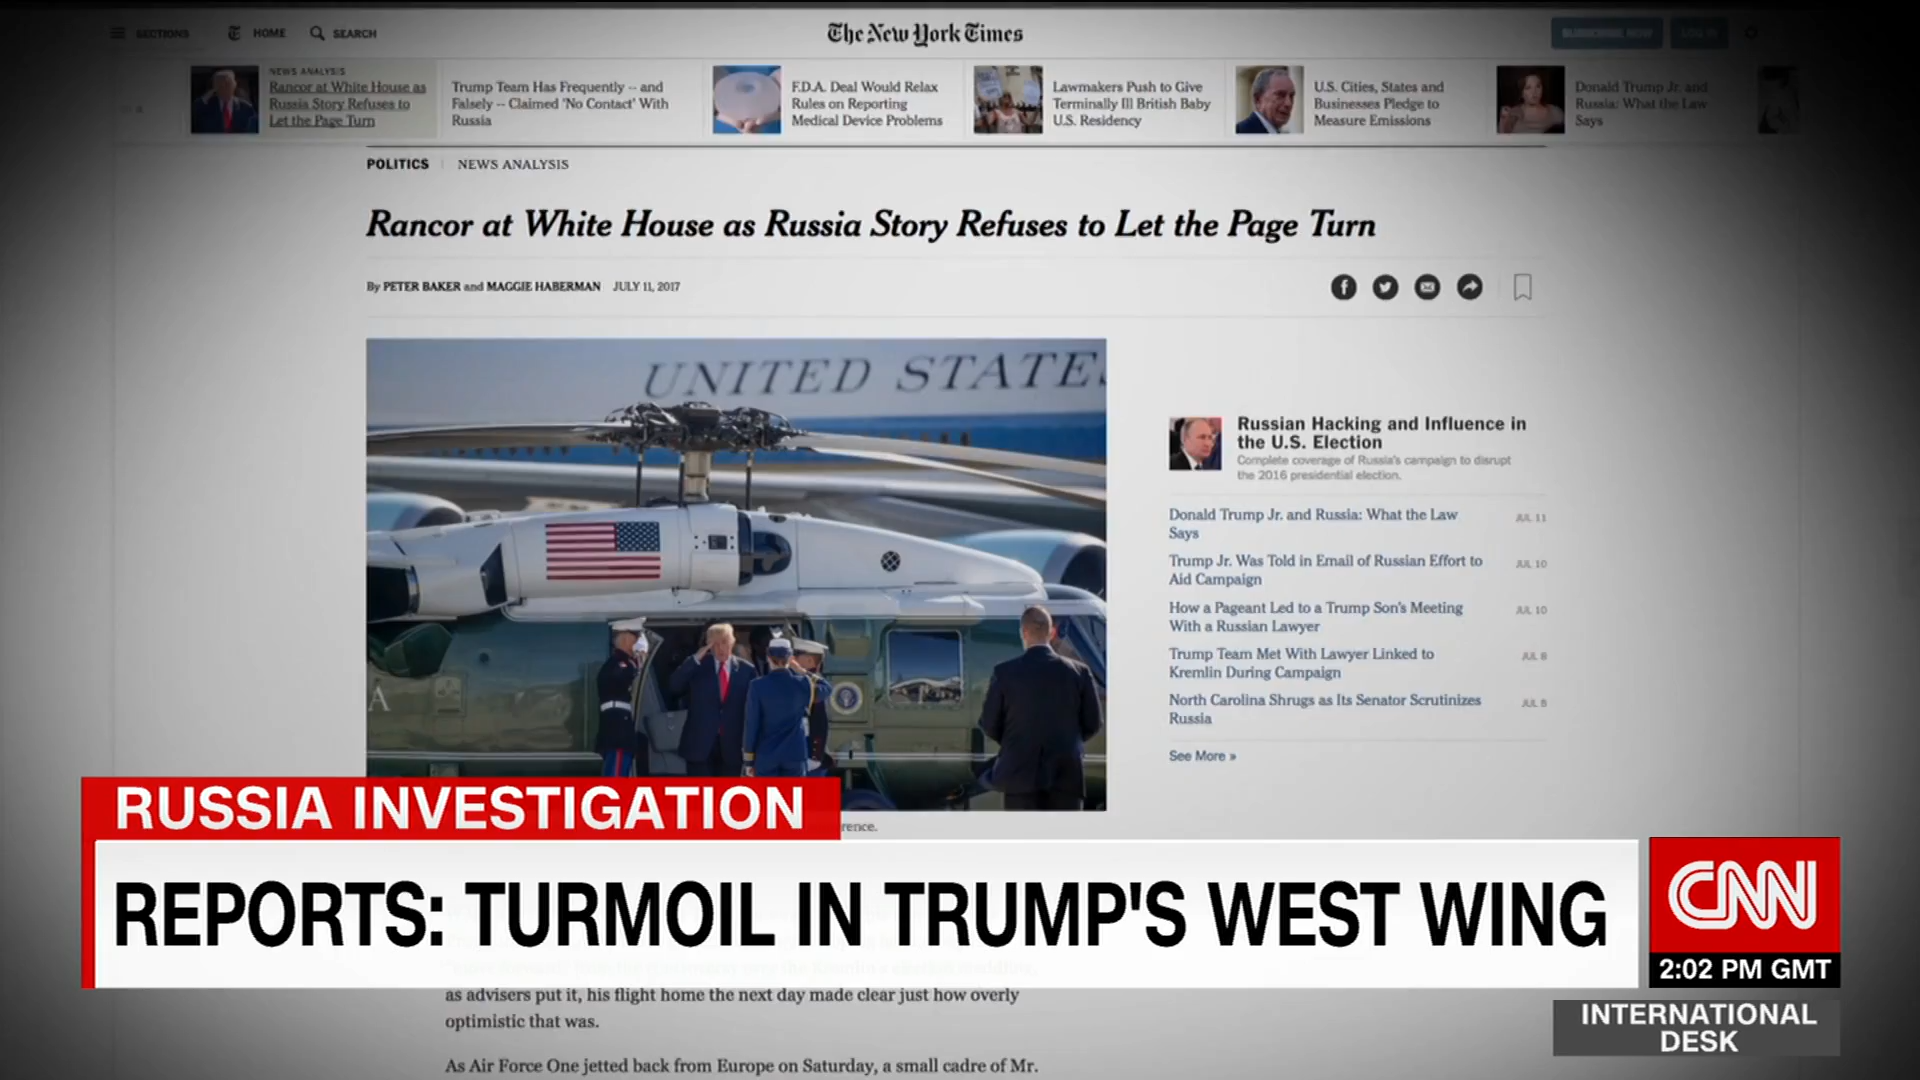 SECTIONS
HOME
SEARCH
The New York Times
SUBSCRIBE NOW
LOG IN
NEWS ANALYSIS
Rancor at White House as
Russia Story Refuses to
Let the Page Turn
Trump Team Has Frequently -- and
Falsely -- Claimed 'No Contact' With
Russia
F.D.A. Deal Would Relax
Rules on Reporting
Medical Device Problems
Lawmakers Push to Give
Terminally Ill British Baby
U.S. Residency
U.S. Cities, States and
Businesses Pledge to
Measure Emissions
Donald Trump Jr. and
Russia: What the Law
Says
POLITICS
NEWS ANALYSIS
Rancor at White House as Russia Story Refuses to Let the Page Turn
By PETER BAKER and MAGGIE HABERMAN JULY 11, 2017
UNITED STATES
A
Russian Hacking and Influence in
the U.S. Election
Complete coverage of Russia's campaign to disrupt
the 2016 presidential election.
Donald Trump Jr. and Russia: What the Law
Says
JUL 11
Trump Jr. Was Told in Email of Russian Effort to
Aid Campaign
JUL 10
How a Pageant Led to a Trump Son's Meeting
With a Russian Lawyer
JUL 10
Trump Team Met With Lawyer Linked to
Kremlin During Campaign
JUL 8
North Carolina Shrugs as Its Senator Scrutinizes
Russia
JUL 8
See More »
rence.
RUSSIA INVESTIGATION
REPORTS: TURMOIL IN TRUMP'S WEST WING
CNN
2:02 PM GMT
INTERNATIONAL
DESK
as advisers put it, his flight home the next day made clear just how overly
optimistic that was.
As Air Force One jetted back from Europe on Saturday, a small cadre of Mr.